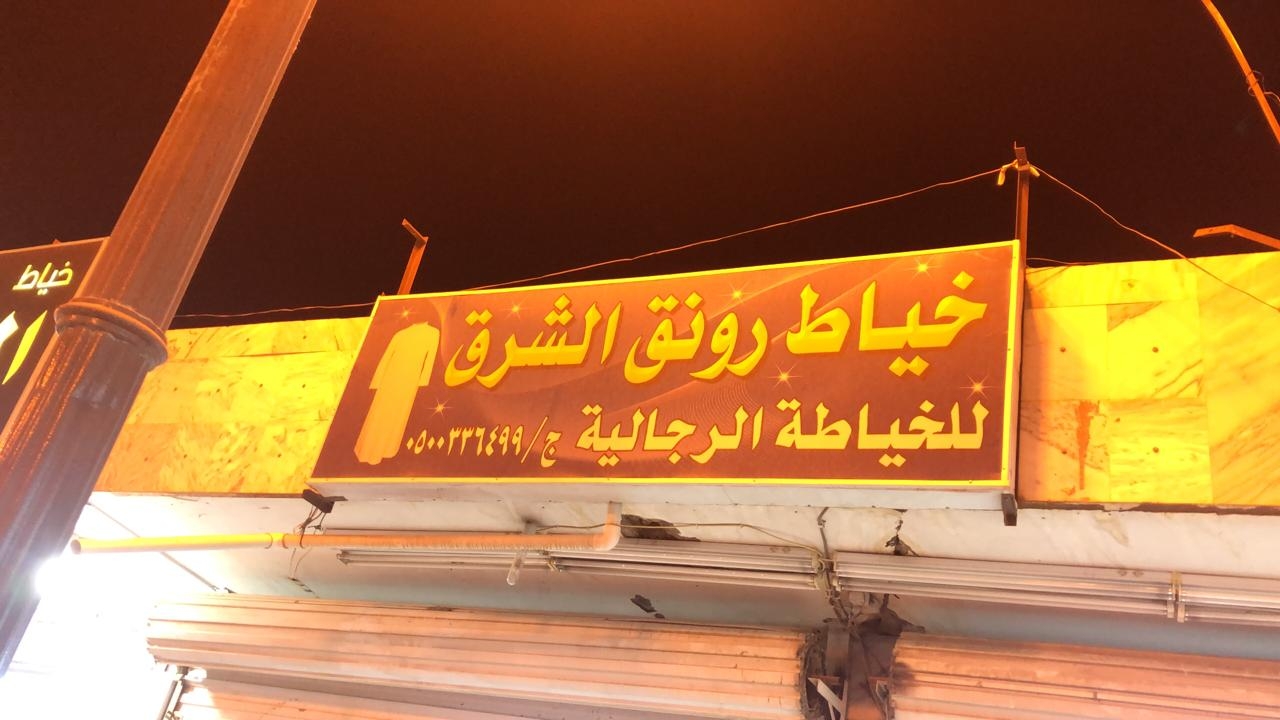 خياط رونق الشرق
للخياطة الرجالية ج/٠٥٠٠٣٣٦٤٩٩
خياط